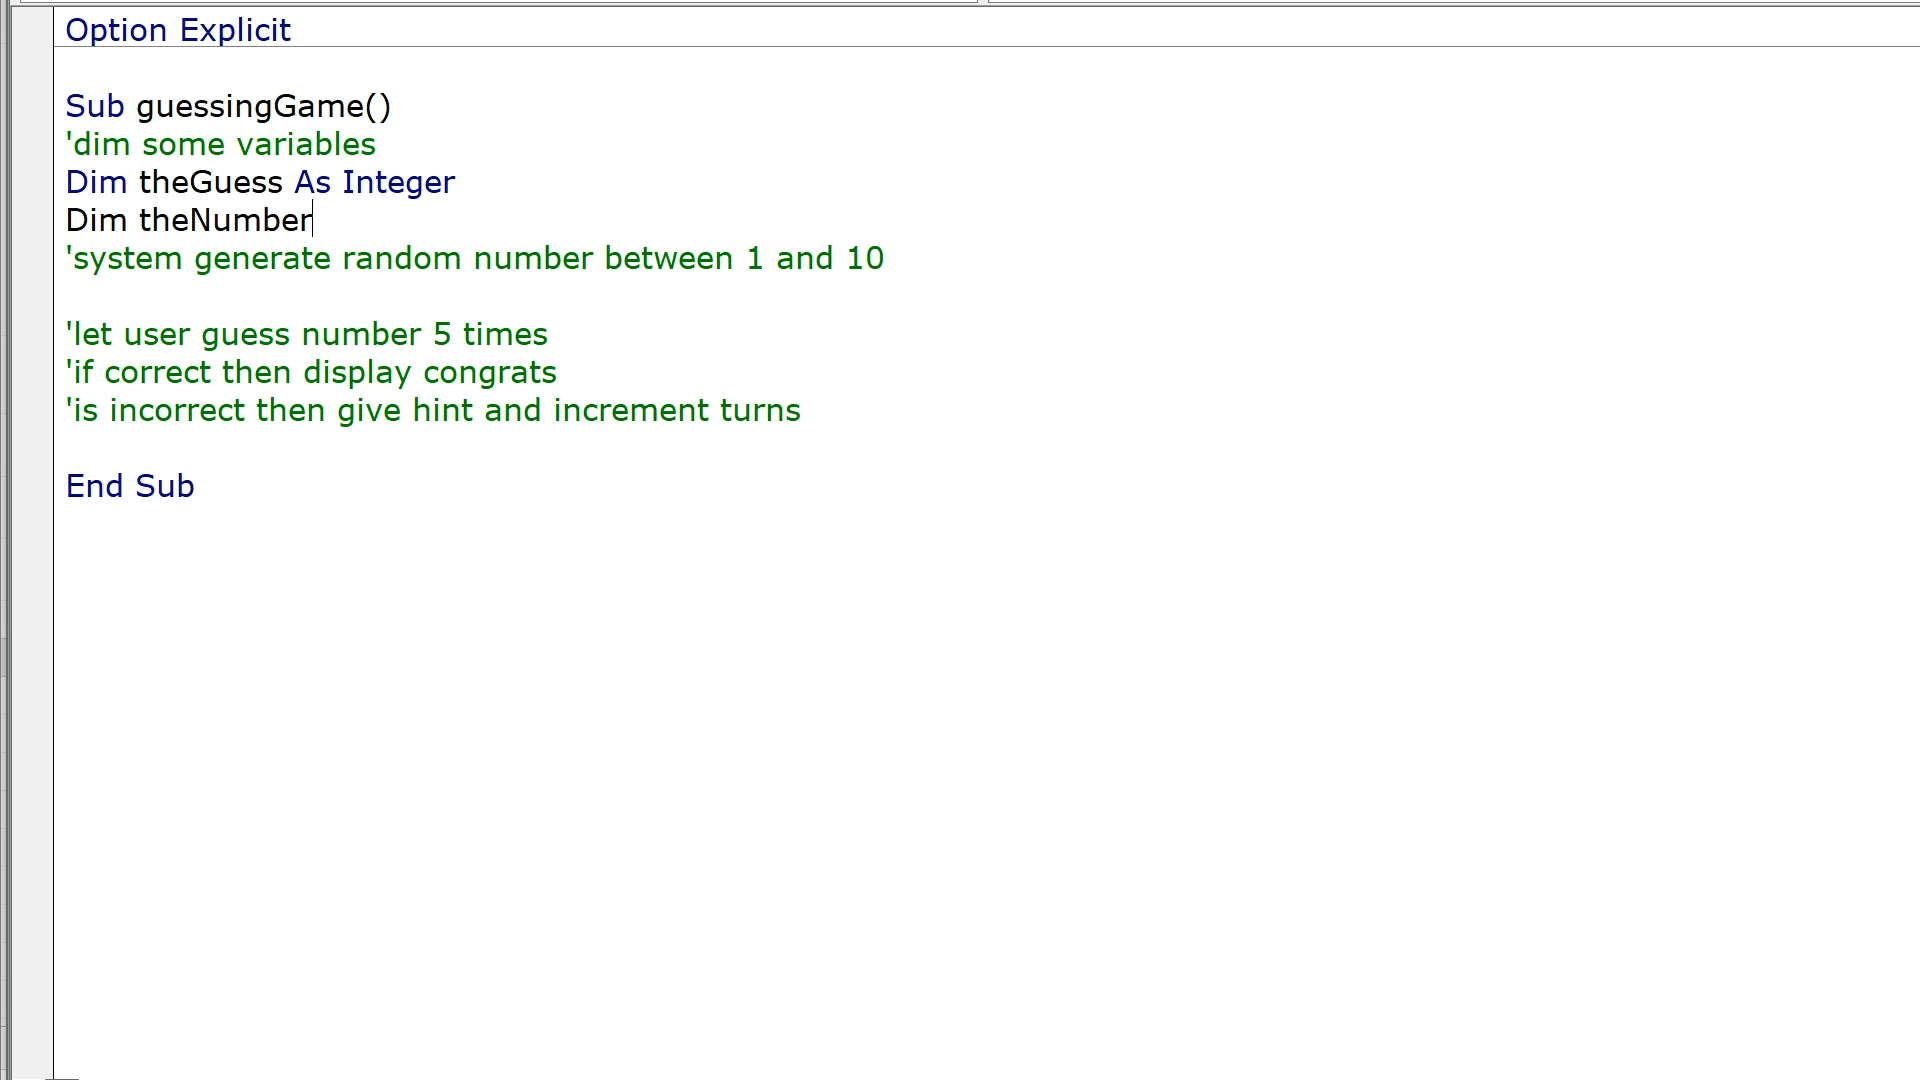 Option Explicit
Sub guessingGame()
'dim some variables
Dim theGuess As Integer
Dim theNumber
'system generate random number between 1 and 10
'let user guess number 5 times
'if correct then display congrats
'is incorrect then give hint and increment turns
End Sub